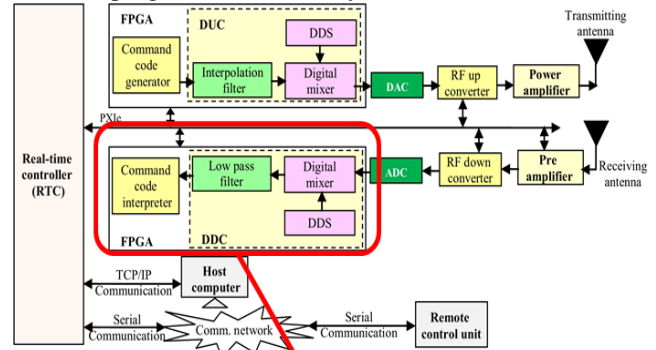 FPGA
DUC
DDS
Command
code
generator
Interpolation
filter
Digital
mixer
DAC
RF up
converter
Power
amplifier
Transmitting
antenna
PXIe
Real-time
controller
(RTC)
Command
code
interpreter
Low pass
filter
Digital
mixer
ADC
RF down
converter
Pre
amplifier
Receiving
antenna
DDS
FPGA
DDC
TCP/IP
Communication
Host
computer
Serial
Communication
Comm. network
Serial
Communication
Remote
control unit